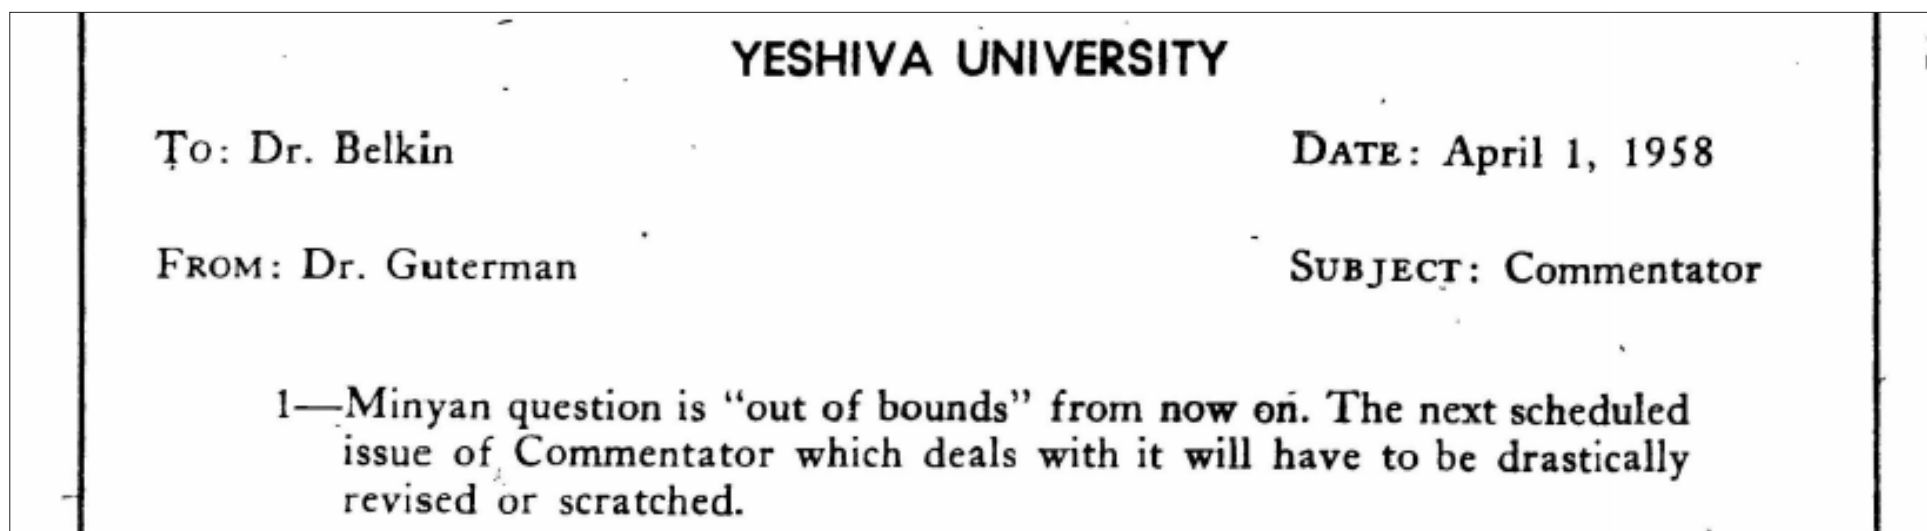 YESHIVA UNIVERSITY
To: Dr. Belkin
DATE: April 1, 1958
FROM: Dr. Guterman
SUBJECT: Commentator
1—Minyan question is “out of bounds” from now on. The next scheduled
issue of Commentator which deals with it will have to be drastically
revised or scratched.